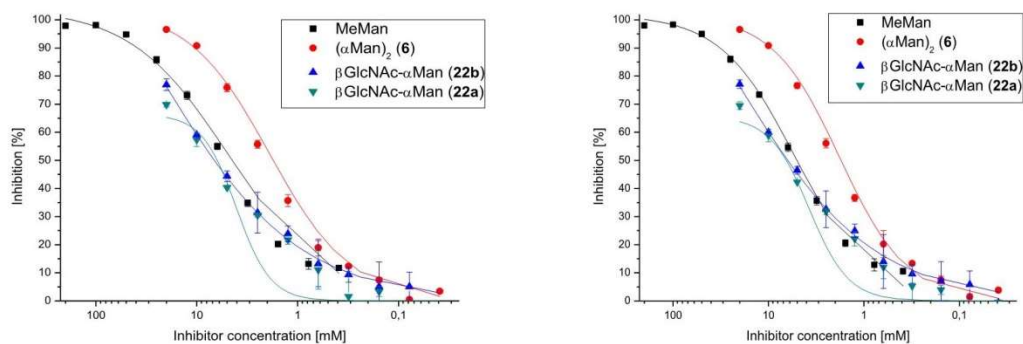 100
90
80
70
60
50
40
30
20
10
0
Inhibition [%]
100
10
1
0,1
Inhibitor concentration [mM]
MeMan
(αMan)2 (6)
βGlcNAc-αMan (22b)
βGlcNAc-αMan (22a)
100
90
80
70
60
50
40
30
20
10
0
Inhibition [%]
100
10
1
0,1
Inhibitor concentration [mM]
MeMan
(αMan)2 (6)
βGlcNAc-αMan (22b)
βGlcNAc-αMan (22a)